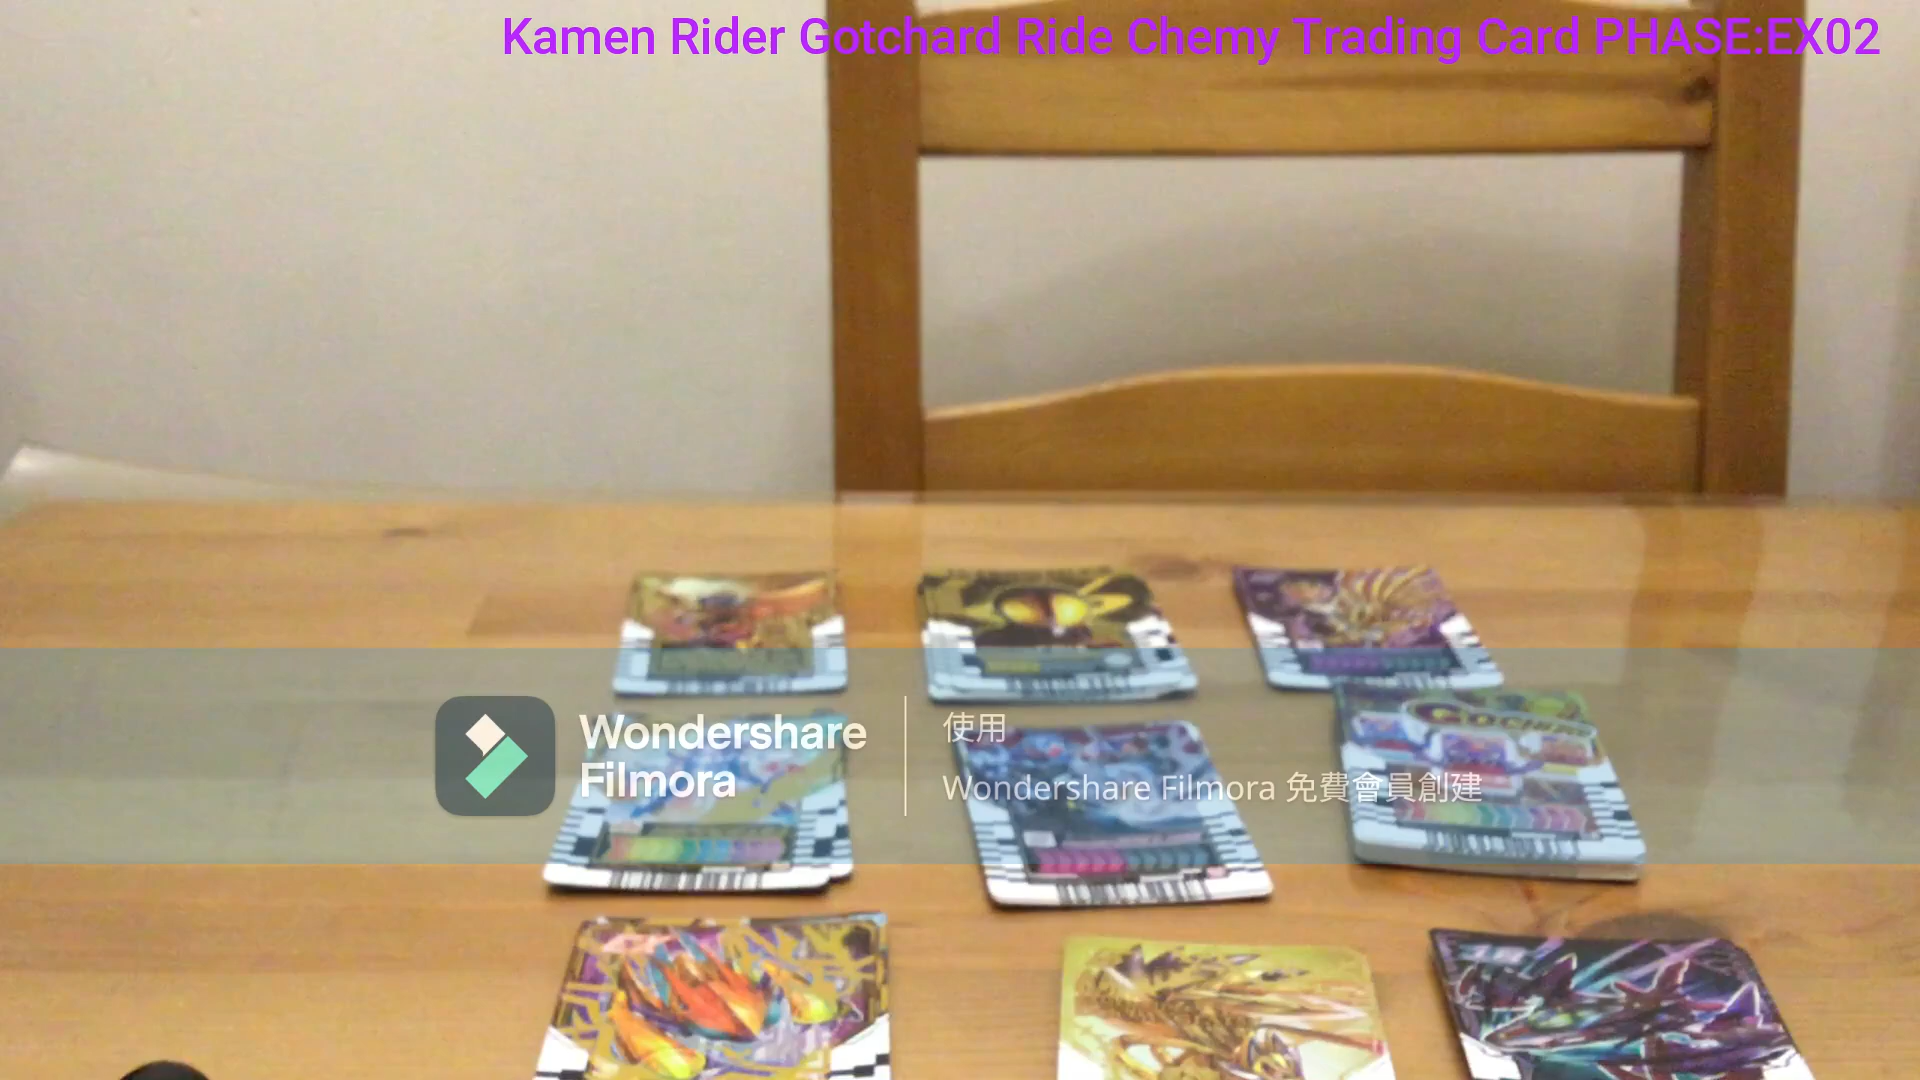 Kamen Rider Gotchard Ride Chemy Trading Card PHASE:EX02
Wondershare
Filmora
使用
Wondershare Filmora 免費會員創建